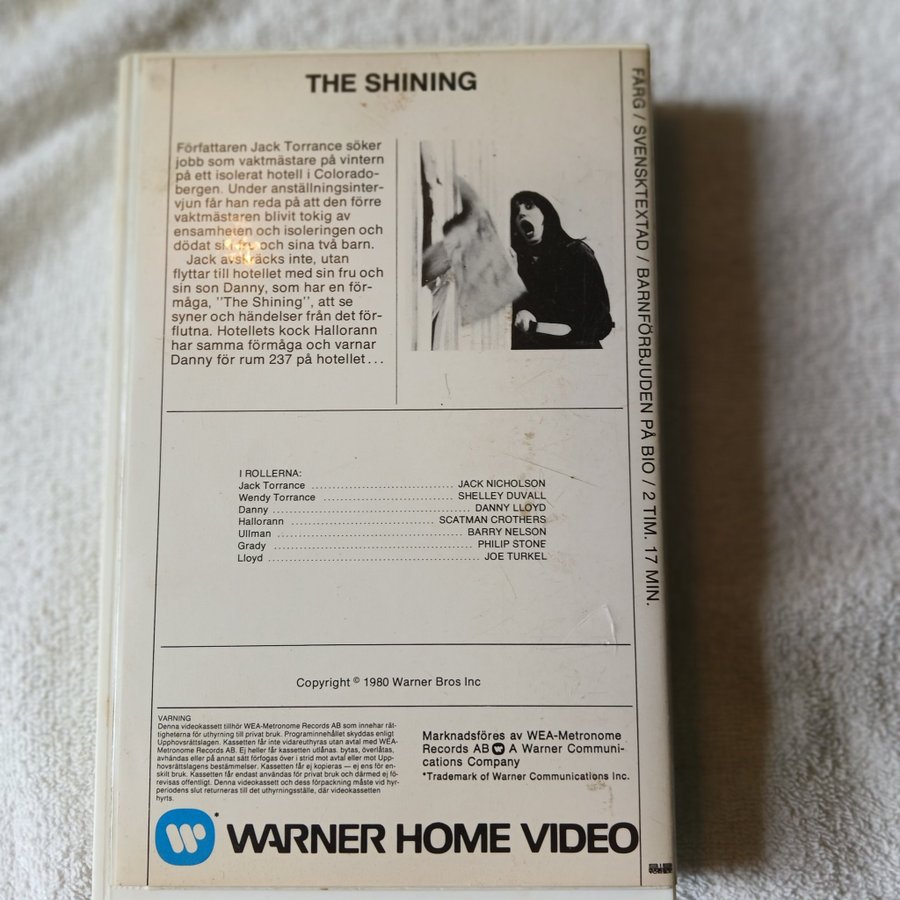 THE SHINING
Författaren Jack Torrance söker
jobb som vaktmästare på vintern
på ett isolerat hotell i Colorado-
bergen. Under anställningsinter-
vjun får han reda på att den förre
vaktmästaren blivit tokig av
ensamheten och isoleringen och
dödat sin fru och sina två barn.
Jack avskräcks inte, utan
flyttar till hotellet med sin fru och
sin son Danny, som har en för-
måga, "The Shining", att se
syner och händelser från det för-
flutna. Hotellets kock Hallorann
har samma förmåga och varnar
Danny för rum 237 på hotellet...
FÄRG / SVENSKTEXTAD / BARNFÖRBJUDEN PÅ BIO / 2 TIM. 17 MIN.
I ROLLERNA:
Jack Torrance ........ JACK NICHOLSON
Wendy Torrance ........ SHELLEY DUVALL
Danny ........ DANNY LLOYD
Hallorann ........ SCATMAN CROTHERS
Ullman ........ BARRY NELSON
Grady ........ PHILIP STONE
Lloyd ........ JOE TURKEL
Copyright © 1980 Warner Bros Inc
VARNING
Denna videokassett tillhör WEA-Metronome Records AB som innehar rät-
tigheterna för uthyrning till privat bruk. Programinnehållet skyddas enligt
Upphovsrättslagen. Kassetten får inte vidareuthyras utan avtal med WEA-
Metronome Records AB. Ej heller får kassetten utlånas, bytas, överlåtas,
avhändas eller på annat sätt förfogas över i strid mot avtal eller mot Upp-
hovsrättslagens bestämmelser. Kassetten får ej kopieras — ej ens för en-
skilt bruk. Kassetten får endast användas för privat bruk och därmed ej fö-
revisas offentligt. Denna videokassett och dess förpackning måste vid hyr-
periodens slut returneras till det uthyrningsställe, där videokassetten
hyrts.
Marknadsföres av WEA-Metronome
Records AB A Warner Communi-
cations Company
*Trademark of Warner Communications Inc.
* WARNER HOME VIDEO